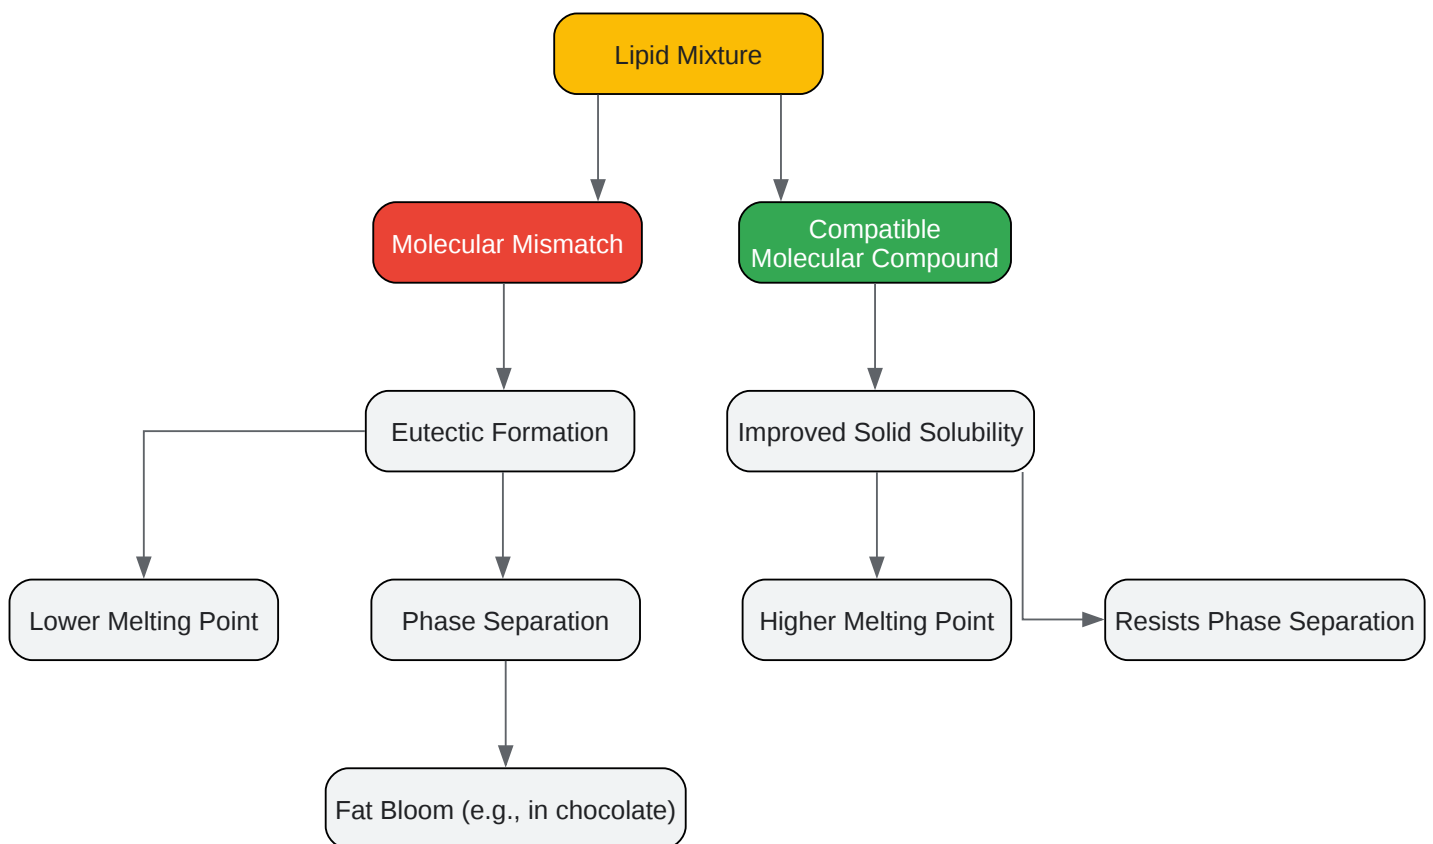 Lipid Mixture
Molecular Mismatch
Compatible
Molecular Compound
Eutectic Formation
Improved Solid Solubility
Lower Melting Point
Phase Separation
Higher Melting Point
Resists Phase Separation
Fat Bloom (e.g., in chocolate)